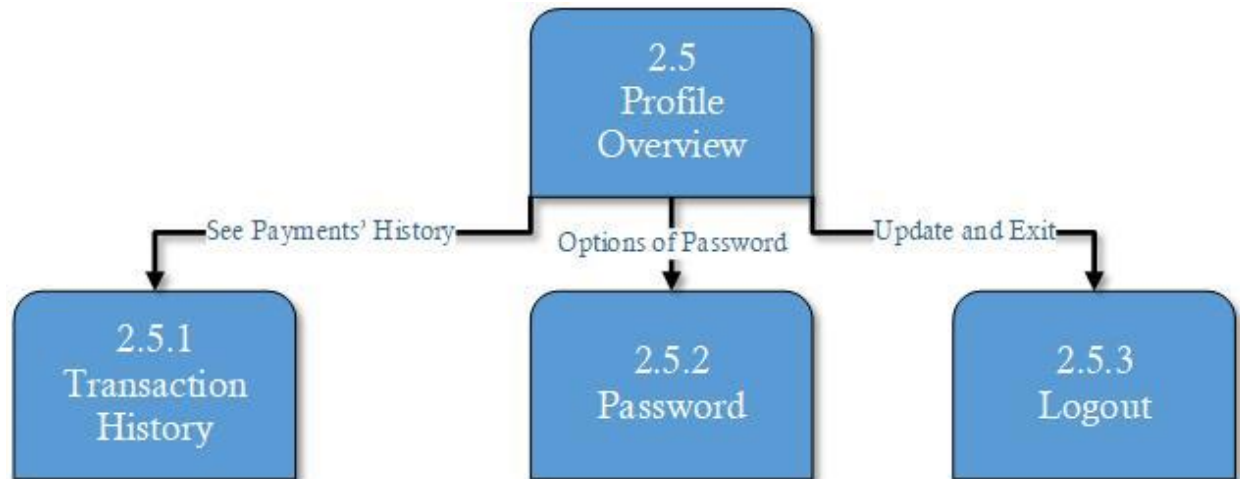 2.5
Profile
Overview
See Payments’ History
Options of Password
Update and Exit
2.5.1
Transaction
History
2.5.2
Password
2.5.3
Logout